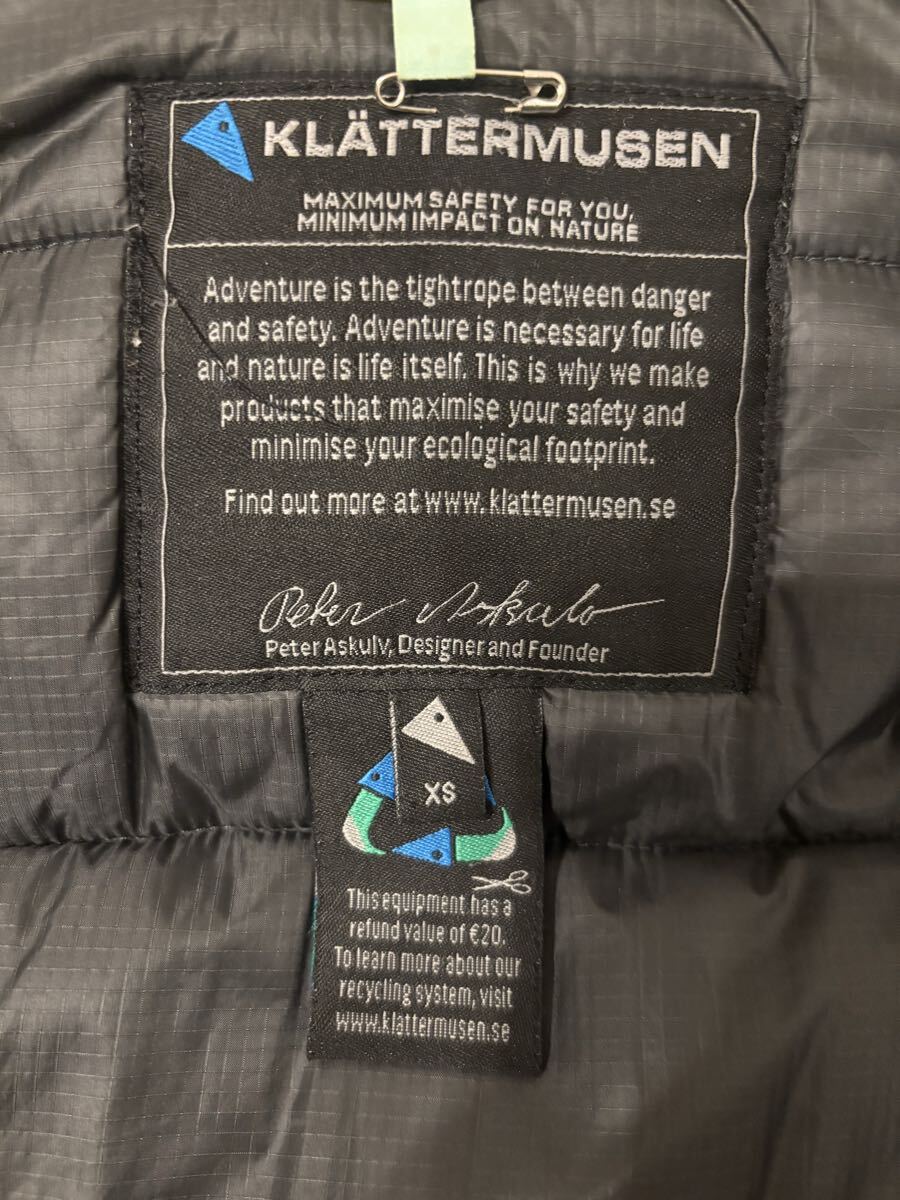 KLÄTTERMUSEN
MAXIMUM SAFETY FOR YOU,
MINIMUM IMPACT ON NATURE
Adventure is the tightrope between danger
and safety. Adventure is necessary for life
and nature is life itself. This is why we make
products that maximise your safety and
minimise your ecological footprint.
Find out more at www.klattermusen.se
Peter Askulv
Peter Askulv, Designer and Founder
XS
This equipment has a
refund value of €20.
To learn more about our
recycling system, visit
www.klattermusen.se